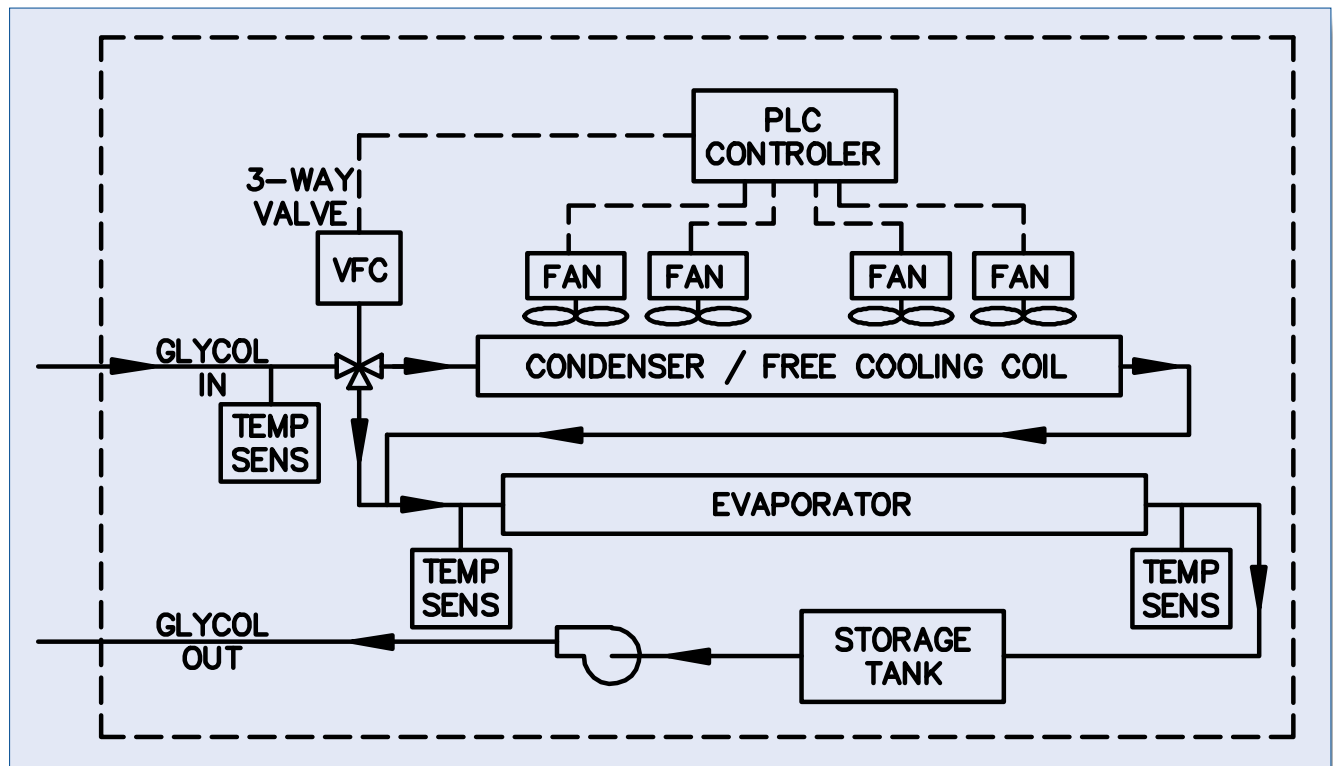 PLC
CONTROLER
3-WAY
VALVE
VFC
FAN
FAN
FAN
FAN
GLYCOL
IN
CONDENSER / FREE COOLING COIL
TEMP
SENS
EVAPORATOR
TEMP
SENS
TEMP
SENS
GLYCOL
OUT
STORAGE
TANK